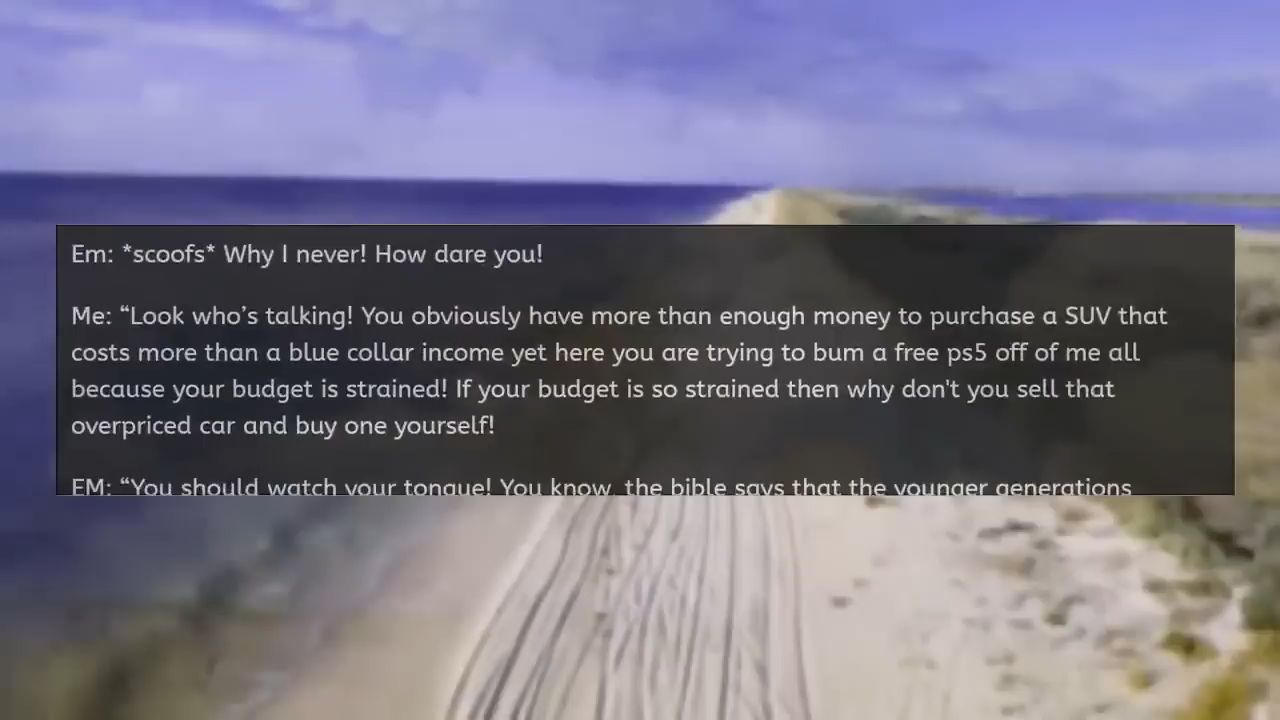 Em: *scoffs* Why I never! How dare you!
Me: “Look who’s talking! You obviously have more than enough money to purchase a SUV that
costs more than a blue collar income yet here you are trying to bum a free ps5 off of me all
because your budget is strained! If your budget is so strained then why don't you sell that
overpriced car and buy one yourself!
EM: “You should watch your tongue! You know, the bible says that the younger generations